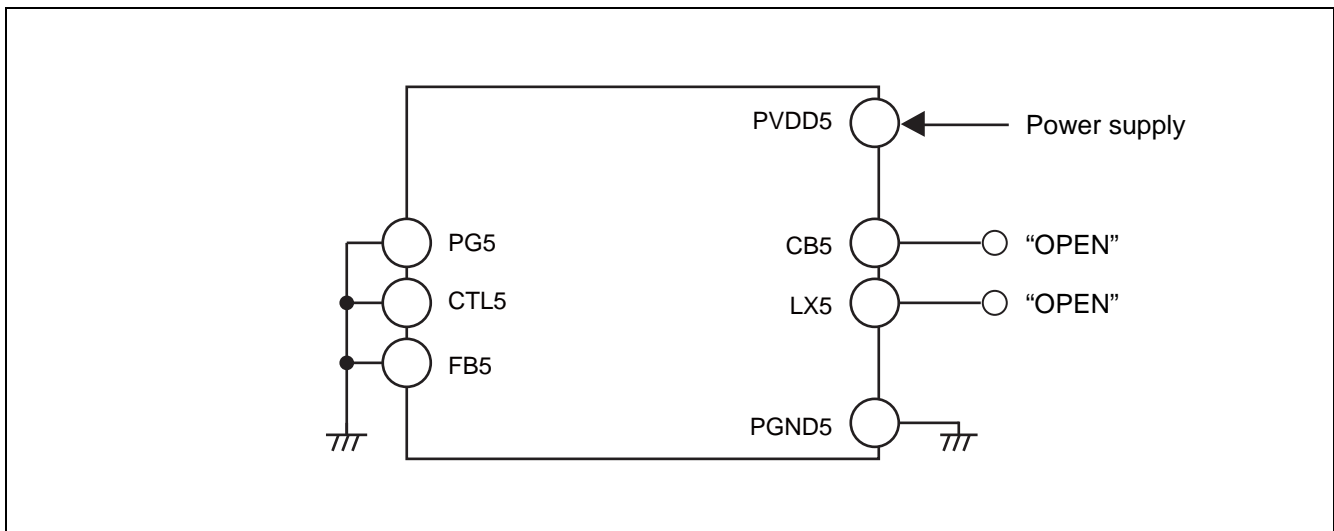 PVDD5
Power supply
PG5
CB5
“OPEN”
CTL5
LX5
“OPEN”
FB5
PGND5